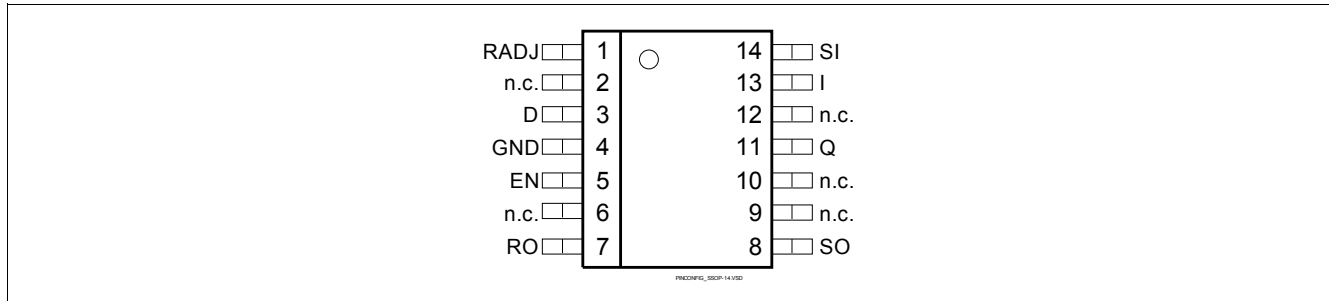 RADJ 1 14 SI
n.c. 2 13 I
D 3 12 n.c.
GND 4 11 Q
EN 5 10 n.c.
n.c. 6 9 n.c.
RO 7 8 SO
PINCONFIG_SSOP-14.VSD